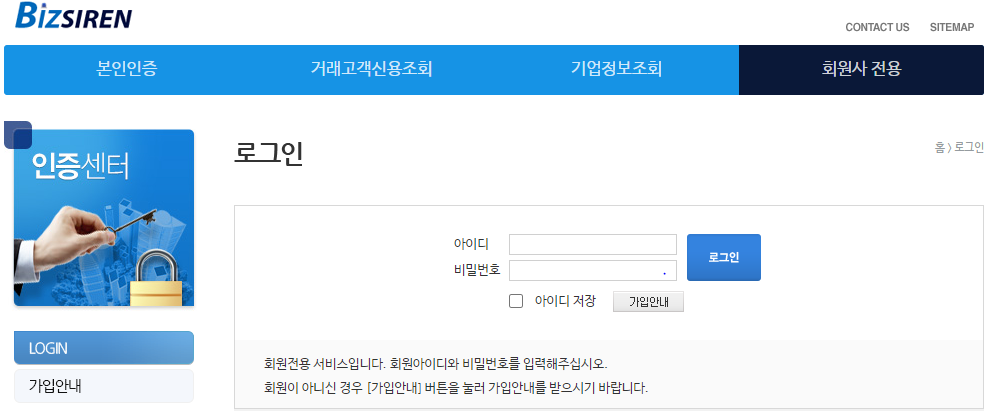 BIZSIREN
CONTACT US SITEMAP
본인인증 거래고객신용조회 기업정보조회 회원사 전용
인증센터
로그인
홈 > 로그인
아이디
비밀번호
로그인
아이디 저장 가입안내
LOGIN
가입안내
회원전용 서비스입니다. 회원아이디와 비밀번호를 입력해주십시오.
회원이 아니신 경우 [가입안내] 버튼을 눌러 가입안내를 받으시기 바랍니다.